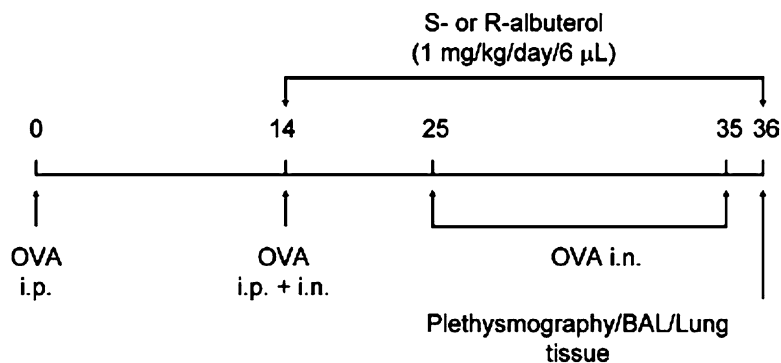 S- or R-albuterol
(1 mg/kg/day/6 μL)
0 14 25 35 36
OVA
i.p.
OVA
i.p. + i.n.
OVA i.n.
Plethysmography/BAL/Lung
tissue